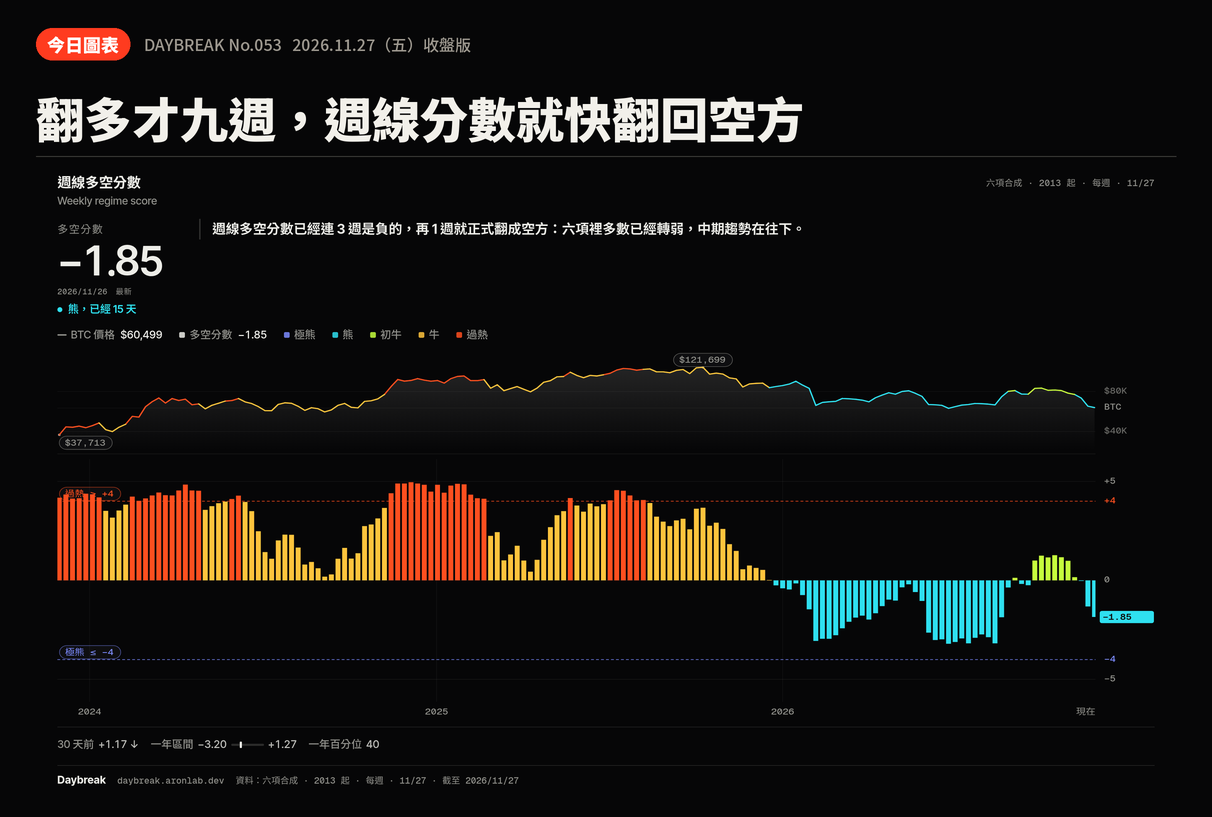 今日圖表 DAYBREAK No.053 2026.11.27（五）收盤版
翻多才九週，週線分數就快翻回空方
週線多空分數
六項合成 · 2013 起 · 每週 · 11/27
Weekly regime score
多空分數
週線多空分數已經連 3 週是負的，再 1 週就正式翻成空方：六項裡多數已經轉弱，中期趨勢在往下。
−1.85
2026/11/26 最新
熊，已經 15 天
BTC 價格 $60,499 多空分數 −1.85 極熊 熊 初牛 牛 過熱
$121,699
$80K
BTC
$40K
$37,713
+5
過熱 ≥ +4
+4
0
−1.85
極熊 ≤ −4
−4
−5
2024 2025 2026 現在
30 天前 +1.17 ↓ 一年區間 −3.20 +1.27 一年百分位 40
Daybreak daybreak.aronlab.dev 資料：六項合成 · 2013 起 · 每週 · 11/27 · 截至 2026/11/27